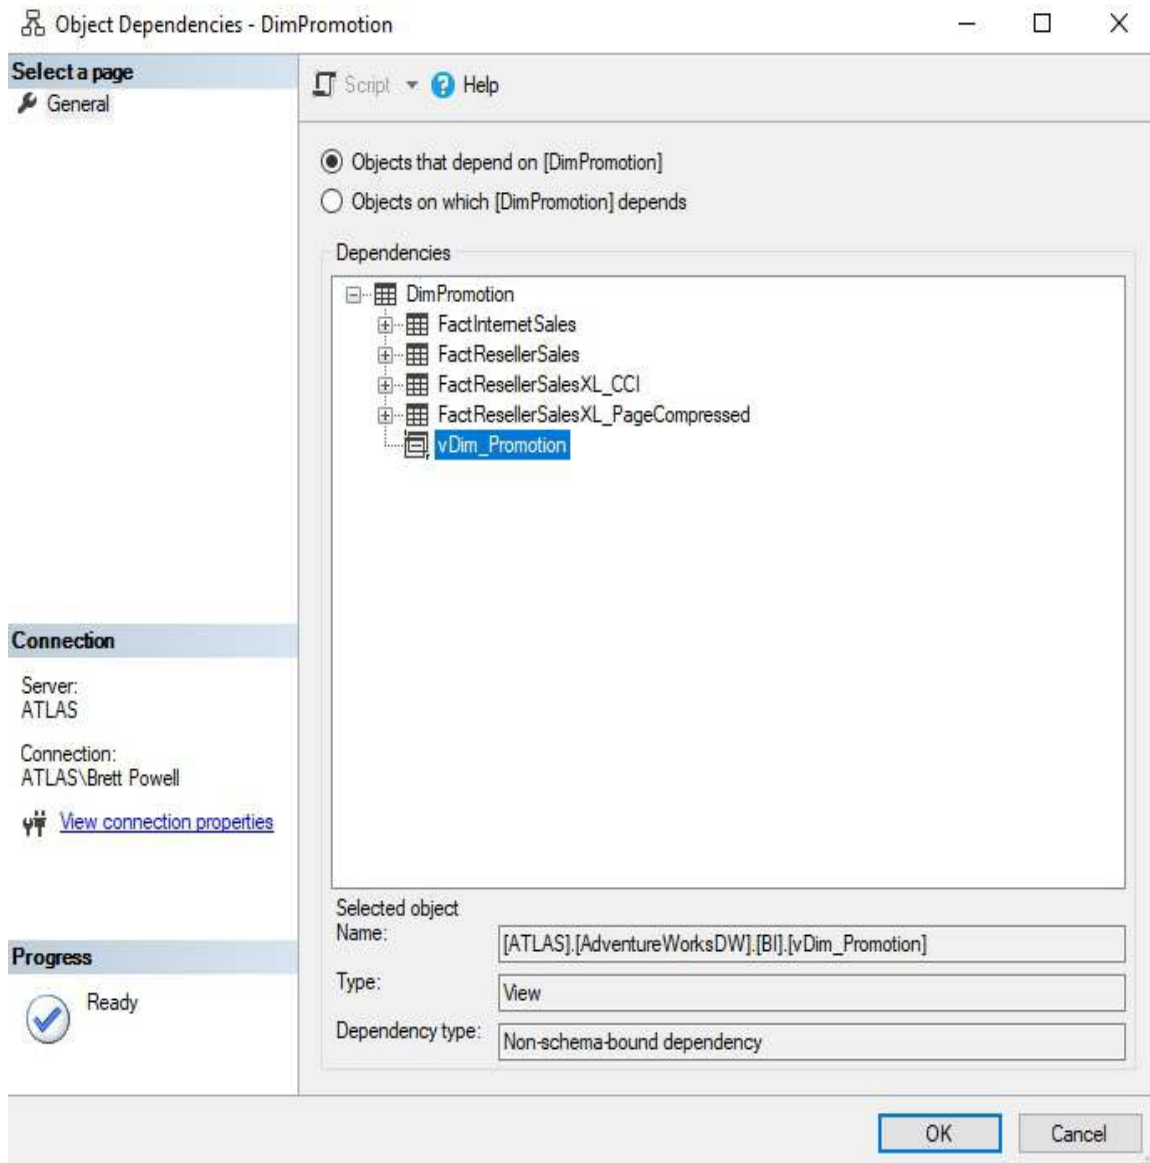 Object Dependencies - DimPromotion
Select a page
General
Script
Help
Objects that depend on [DimPromotion]
Objects on which [DimPromotion] depends
Dependencies
DimPromotion
FactInternetSales
FactResellerSales
FactResellerSalesXL_CCI
FactResellerSalesXL_PageCompressed
vDim_Promotion
Connection
Server:
ATLAS
Connection:
ATLAS\Brett Powell
View connection properties
Progress
Ready
Selected object
Name:
[ATLAS].[AdventureWorksDW].[BI].[vDim_Promotion]
Type:
View
Dependency type:
Non-schema-bound dependency
OK
Cancel